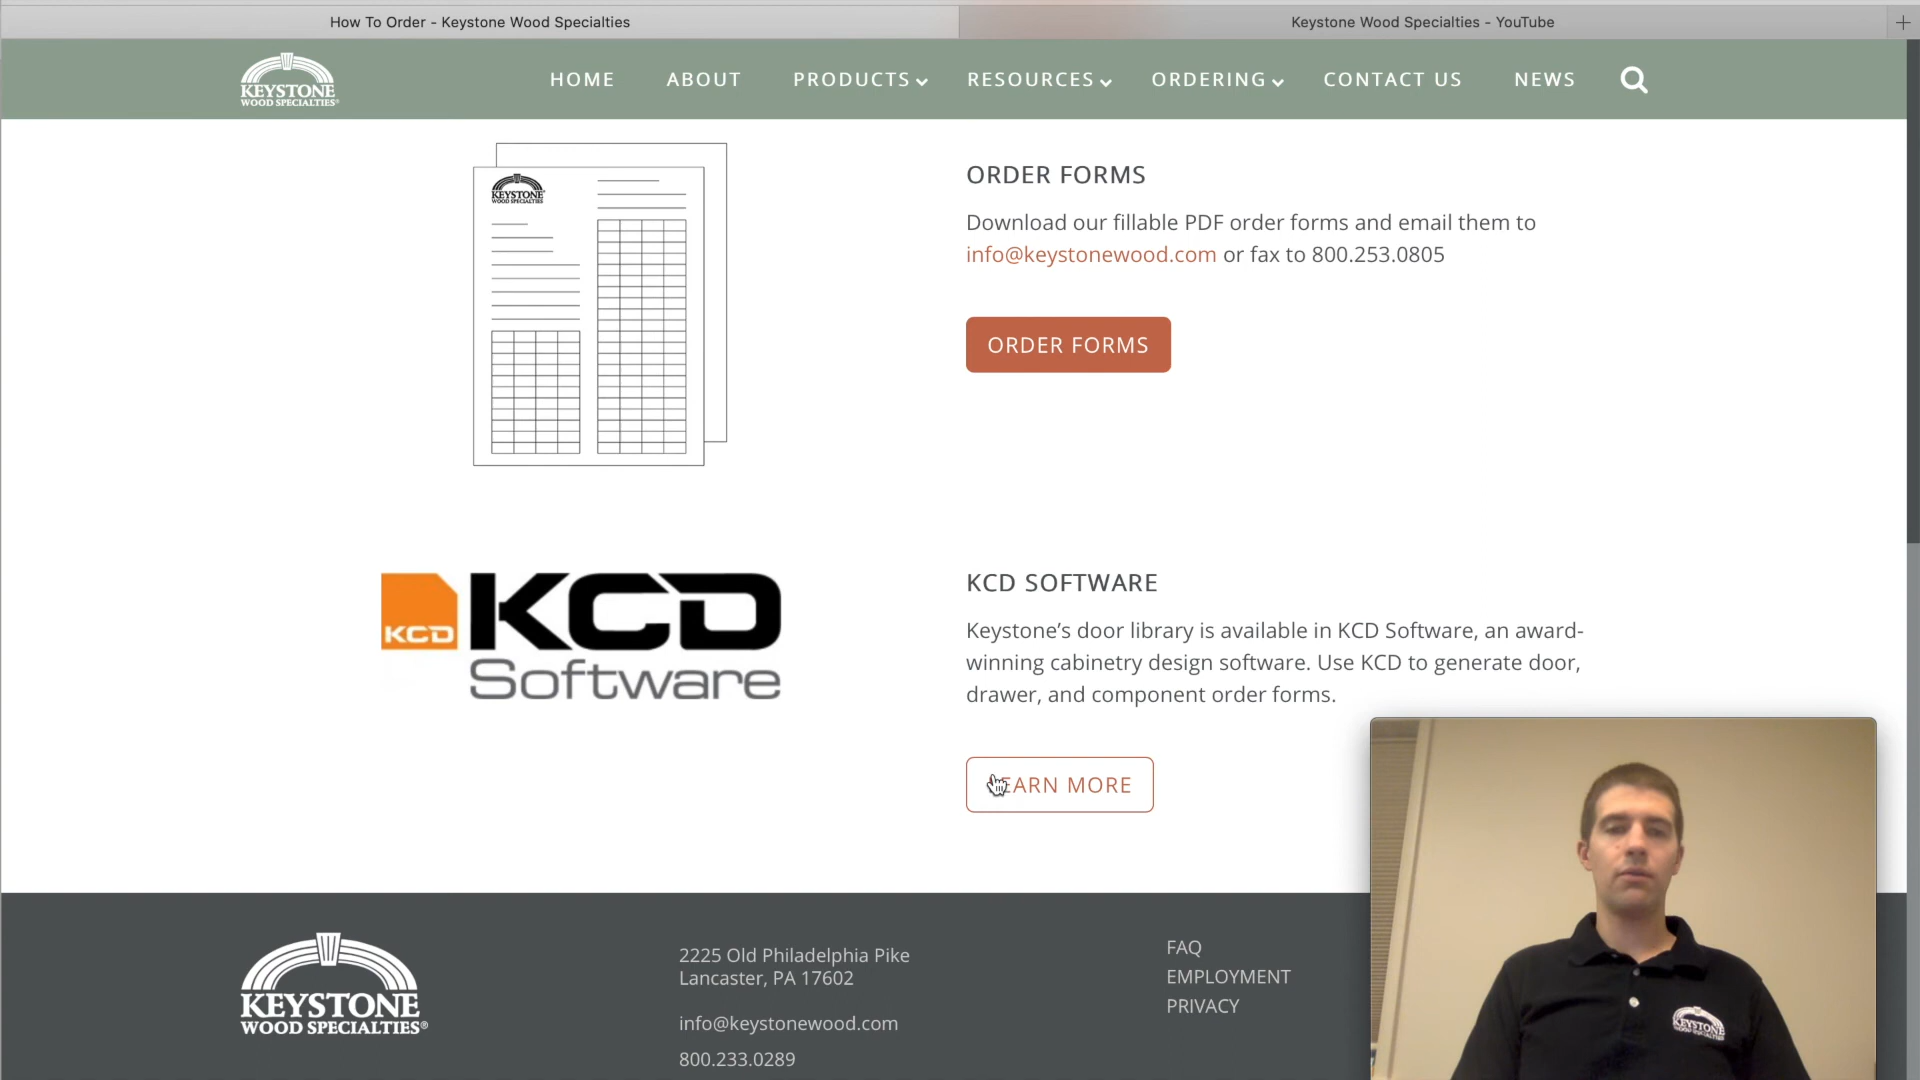 How To Order - Keystone Wood Specialties
Keystone Wood Specialties - YouTube
KEYSTONE
WOOD SPECIALTIES®
HOME
ABOUT
PRODUCTS
RESOURCES
ORDERING
CONTACT US
NEWS
KEYSTONE
WOOD SPECIALTIES
ORDER FORMS
Download our fillable PDF order forms and email them to
info@keystonewood.com or fax to 800.253.0805
ORDER FORMS
KCD
KCD
Software
KCD SOFTWARE
Keystone's door library is available in KCD Software, an award-
winning cabinetry design software. Use KCD to generate door,
drawer, and component order forms.
LEARN MORE
KEYSTONE
WOOD SPECIALTIES®
2225 Old Philadelphia Pike
Lancaster, PA 17602
info@keystonewood.com
800.233.0289
FAQ
EMPLOYMENT
PRIVACY
KEYSTONE
WOOD SPECIALTIES